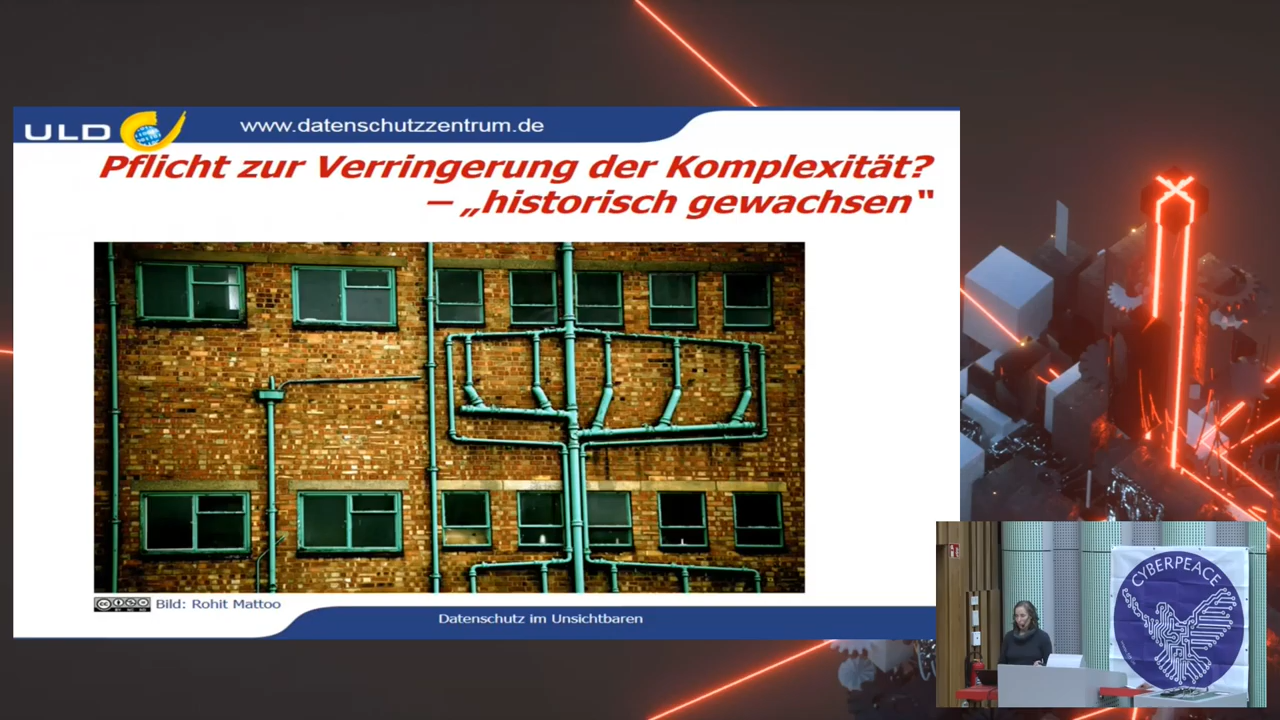 ULD
www.datenschutzzentrum.de
Pflicht zur Verringerung der Komplexität?
– „historisch gewachsen“
Bild: Rohit Mattoo
Datenschutz im Unsichtbaren
CYBERPEACE